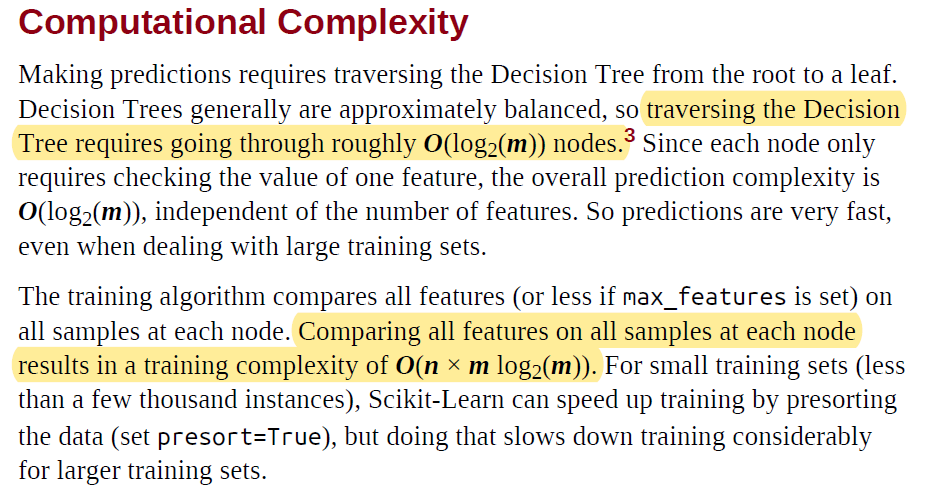 Computational Complexity
Making predictions requires traversing the Decision Tree from the root to a leaf.
Decision Trees generally are approximately balanced, so traversing the Decision
Tree requires going through roughly O(log₂(m)) nodes.³ Since each node only
requires checking the value of one feature, the overall prediction complexity is
O(log₂(m)), independent of the number of features. So predictions are very fast,
even when dealing with large training sets.
The training algorithm compares all features (or less if max_features is set) on
all samples at each node. Comparing all features on all samples at each node
results in a training complexity of O(n × m log₂(m)). For small training sets (less
than a few thousand instances), Scikit-Learn can speed up training by presorting
the data (set presort=True), but doing that slows down training considerably
for larger training sets.